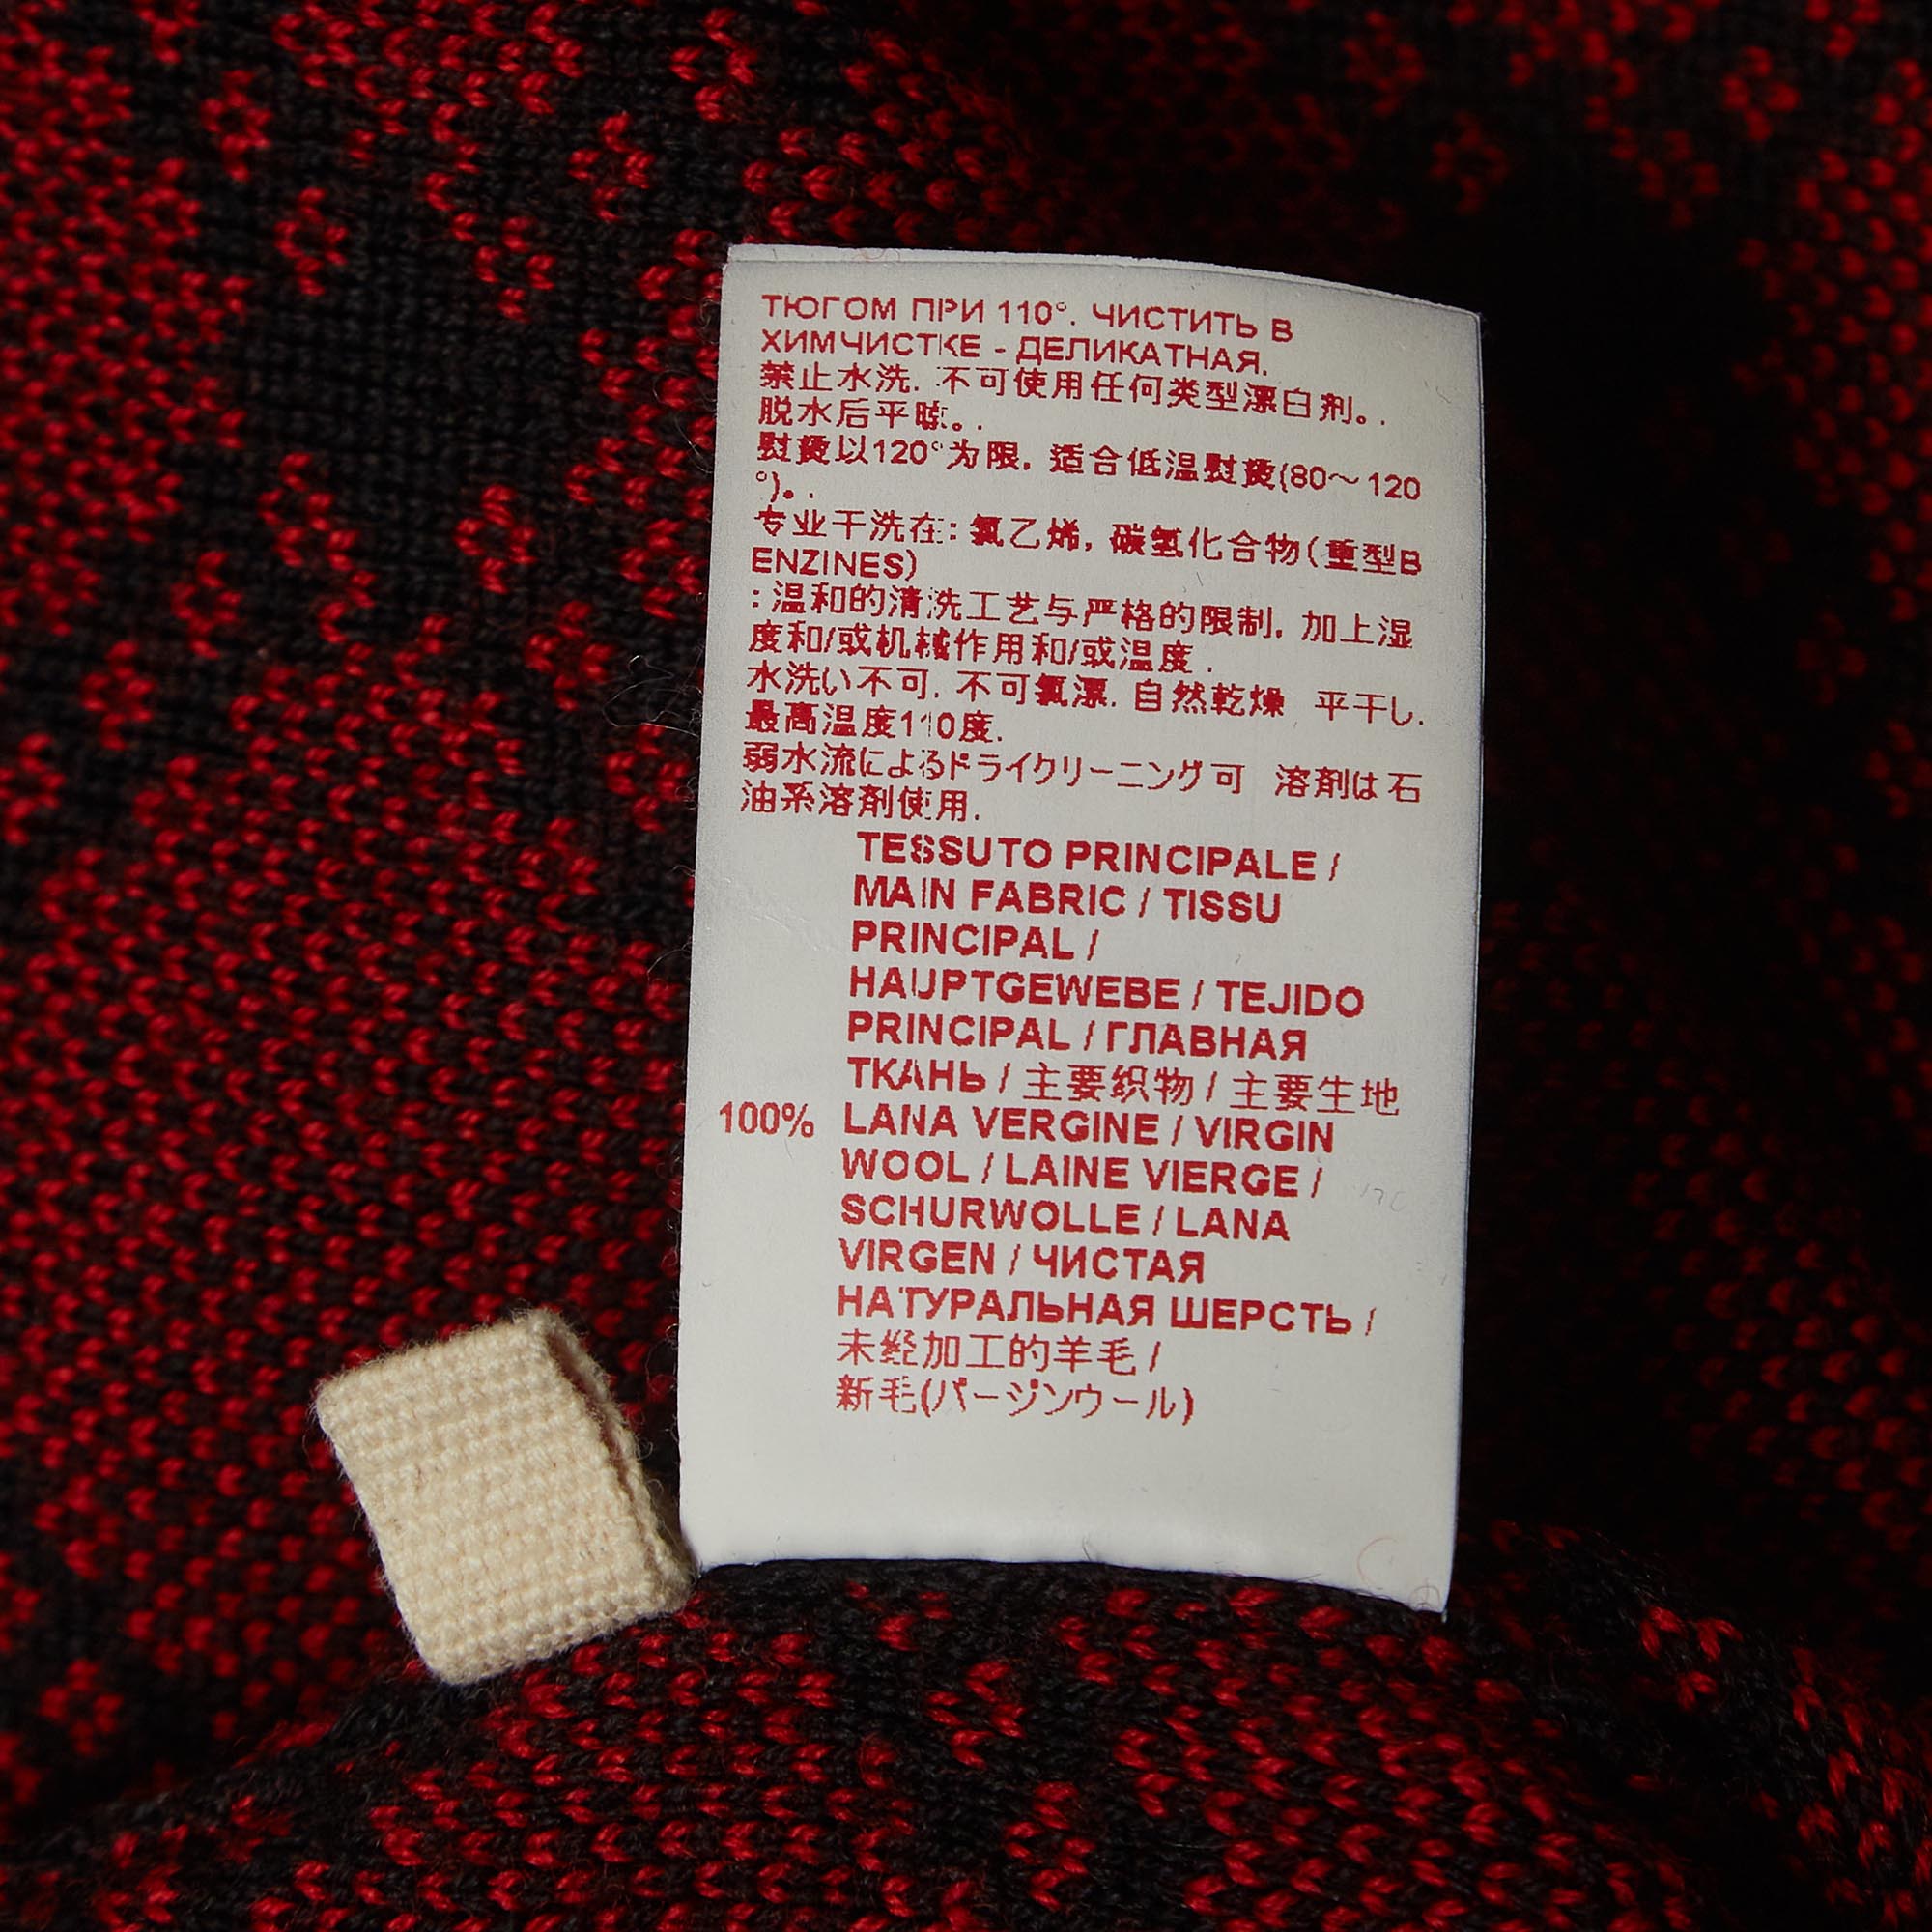 ТЮГОМ ПРИ 110°. ЧИСТИТЬ В
ХИМЧИСТКЕ - ДЕЛИКАТНАЯ.
禁止水洗. 不可使用任何类型漂白剂。.
脱水后平晾。.
熨烫以120°为限, 适合低温熨烫(80～120
°)。.
专业干洗在: 氯乙烯, 碳氢化合物(重型B
ENZINES)
: 温和的清洗工艺与严格的限制, 加上湿
度和/或机械作用和/或温度 .
水洗い不可. 不可氯漂. 自然乾燥 平干し.
最高温度110度.
弱水流によるドライクリーニング可 溶剤は石
油系溶剤使用.
TESSUTO PRINCIPALE /
MAIN FABRIC / TISSU
PRINCIPAL /
HAUPTGEWEBE / TEJIDO
PRINCIPAL / ГЛАВНАЯ
ТКАНЬ / 主要织物 / 主要生地
100% LANA VERGINE / VIRGIN
WOOL / LAINE VIERGE /
SCHURWOLLE / LANA
VIRGEN / ЧИСТАЯ
НАТУРАЛЬНАЯ ШЕРСТЬ /
未经加工的羊毛 /
新毛(バージンウール)